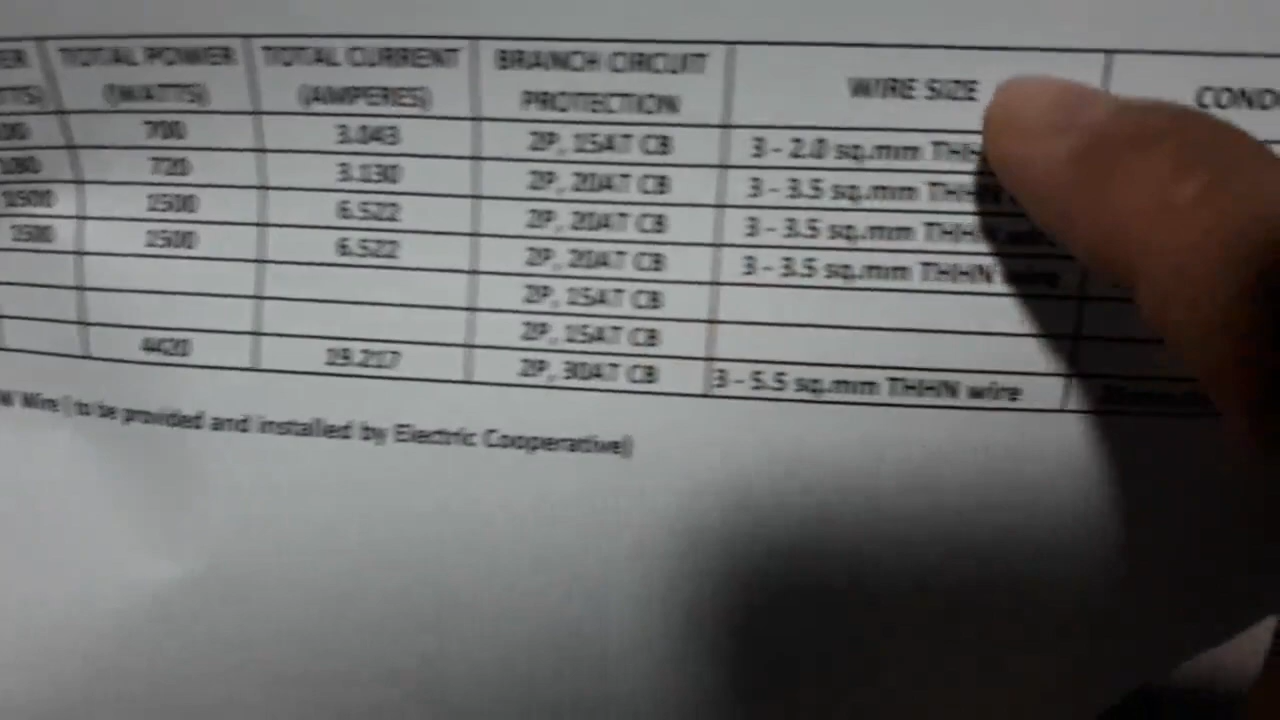 TOTAL POWER TOTAL CURRENT BRANCH CIRCUIT WIRE SIZE
(WATTS) (AMPERES) PROTECTION
700 3.043 2P, 15AT CB 3 - 2.0 sq.mm
720 3.130 2P, 20AT CB 3 - 3.5 sq.mm
1500 1500 6.522 2P, 20AT CB 3 - 3.5 sq.mm
1500 1500 6.522 2P, 20AT CB 3 - 3.5 sq.mm THHN wire
2P, 15AT CB
2P, 15AT CB
4420 19.217 2P, 30AT CB 3 - 5.5 sq.mm THHN wire
Wire ( to be provided and installed by Electric Cooperative)